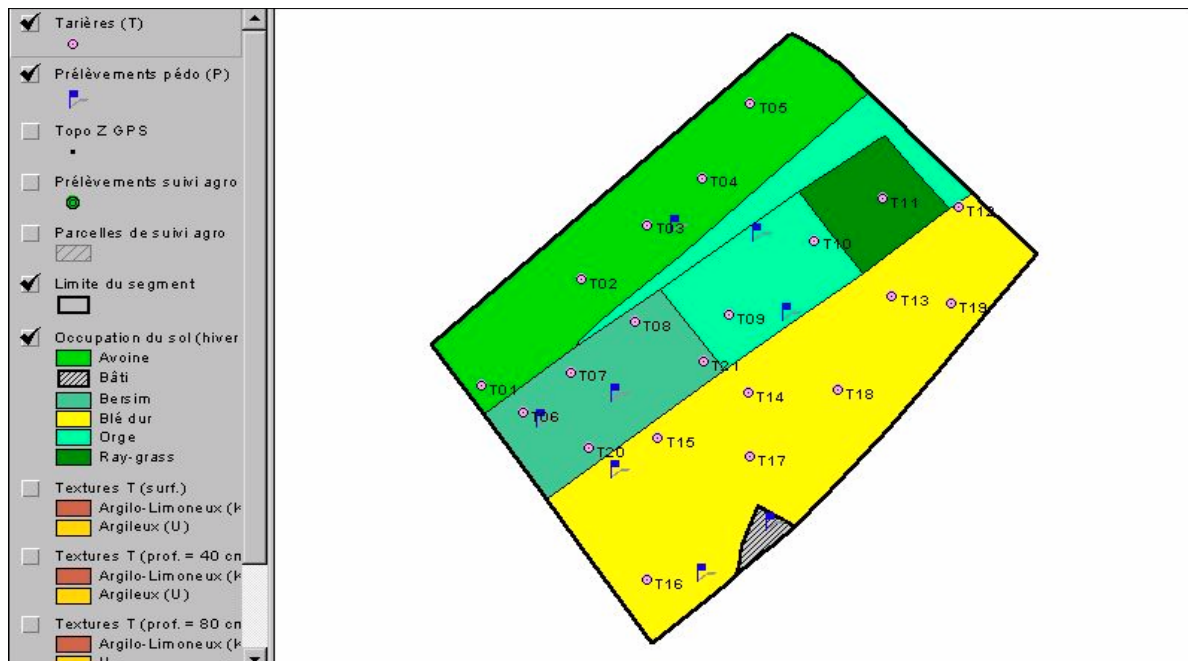 Tarières (T)
Prélèvements pédo (P)
Topo Z GPS
Prélèvements suivi agro
Parcelles de suivi agro
Limite du segment
Occupation du sol (hiver
Avoine
Bâti
Bersim
Blé dur
Orge
Ray-grass
Textures T (surf.)
Argilo-Limoneux (k
Argileux (U)
Textures T (prof. = 40 cm
Argilo-Limoneux (k
Argileux (U)
Textures T (prof. = 80 cm
Argilo-Limoneux (k
T05
T04
T03
T02
T01
T11
T12
T10
T13
T19
T09
T08
T21
T07
T06
T14
T18
T20
T15
T17
T16